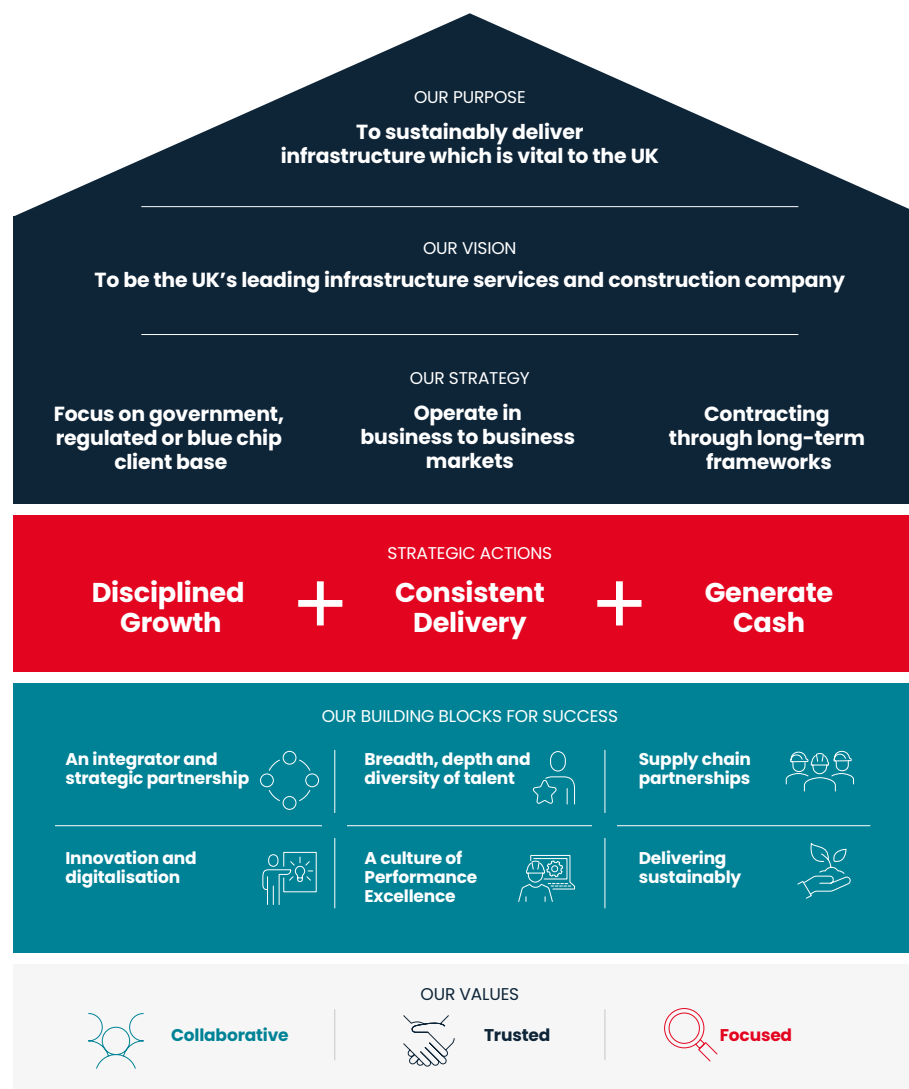 OUR PURPOSE
To sustainably deliver
infrastructure which is vital to the UK
OUR VISION
To be the UK’s leading infrastructure services and construction company
OUR STRATEGY
Focus on government,
regulated or blue chip
client base
Operate in
business to business
markets
Contracting
through long-term
frameworks
STRATEGIC ACTIONS
Disciplined
Growth
+
Consistent
Delivery
+
Generate
Cash
OUR BUILDING BLOCKS FOR SUCCESS
An integrator and
strategic partnership
Breadth, depth and
diversity of talent
Supply chain
partnerships
Innovation and
digitalisation
A culture of
Performance
Excellence
Delivering
sustainably
OUR VALUES
Collaborative
Trusted
Focused